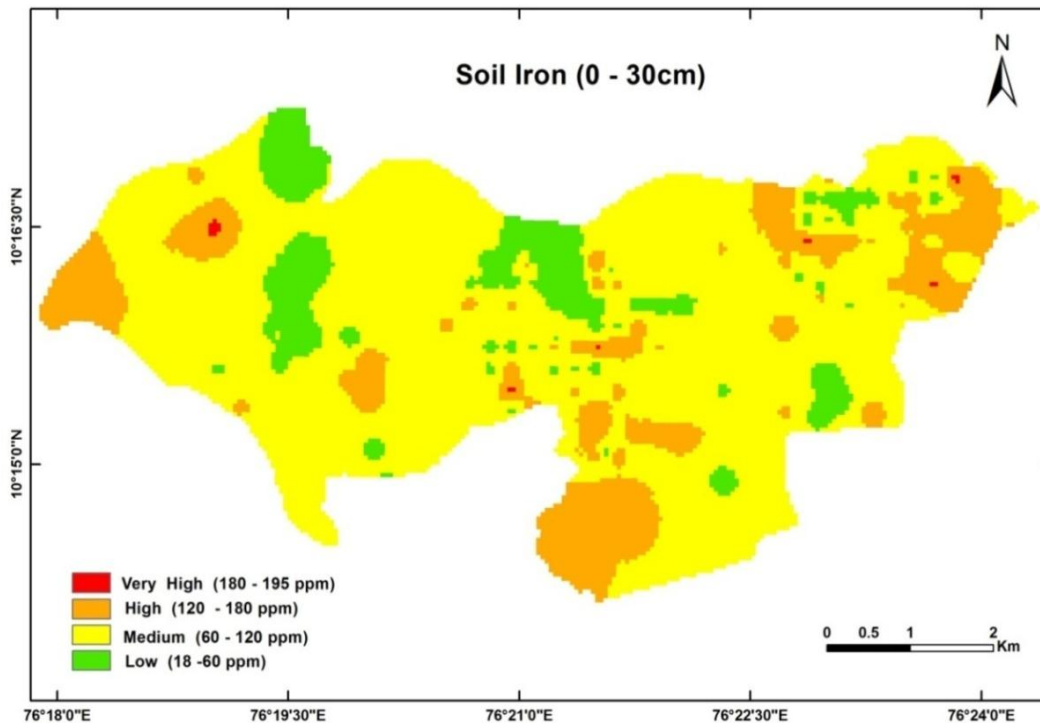 Soil Iron (0 - 30cm)
N
10°16'30"N
10°15'0"N
Very High (180 - 195 ppm)
High (120 - 180 ppm)
Medium (60 - 120 ppm)
Low (18 -60 ppm)
0 0.5 1 2
Km
76°18'0"E 76°19'30"E 76°21'0"E 76°22'30"E 76°24'0"E